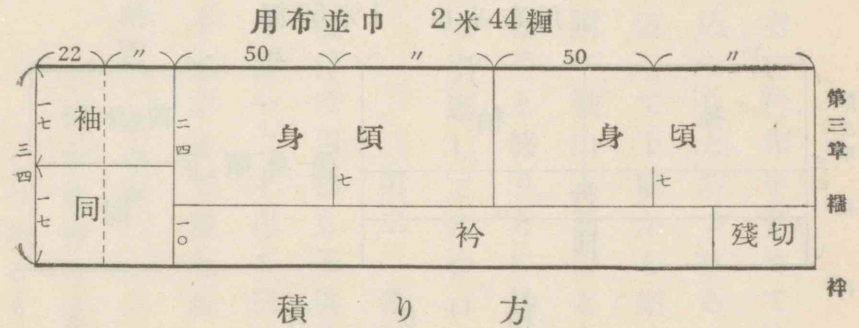 用布並巾 2米44糎
22 〃 50 〃 50 〃
三四
一七
一七
袖
同
二四
一〇
身頃
七
身頃
七
衽
殘切
積り方
第三章 襦袢